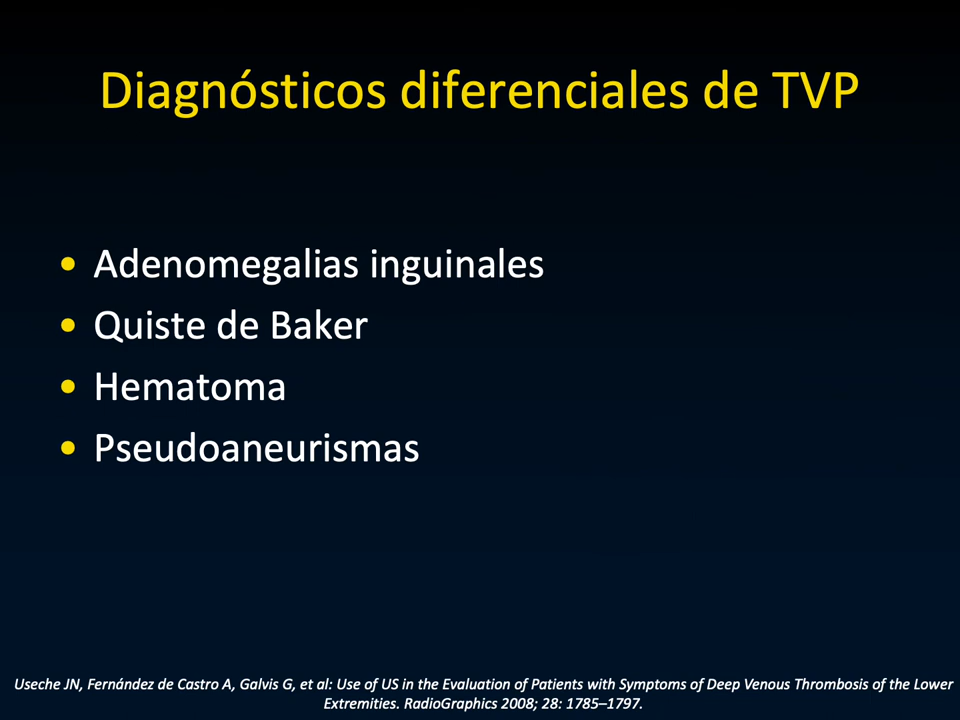 Diagnósticos diferenciales de TVP
• Adenomegalias inguinales
• Quiste de Baker
• Hematoma
• Pseudoaneurismas
Useche JN, Fernández de Castro A, Galvis G, et al: Use of US in the Evaluation of Patients with Symptoms of Deep Venous Thrombosis of the Lower
Extremities. RadioGraphics 2008; 28: 1785–1797.